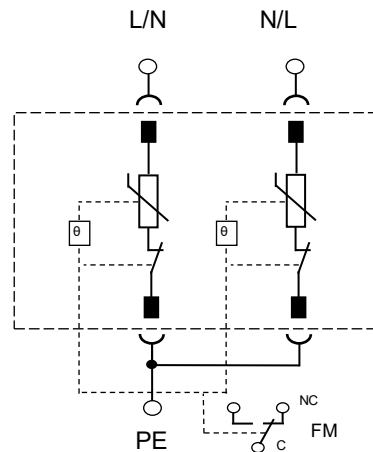 L/N N/L
θ θ
NC
PE C FM